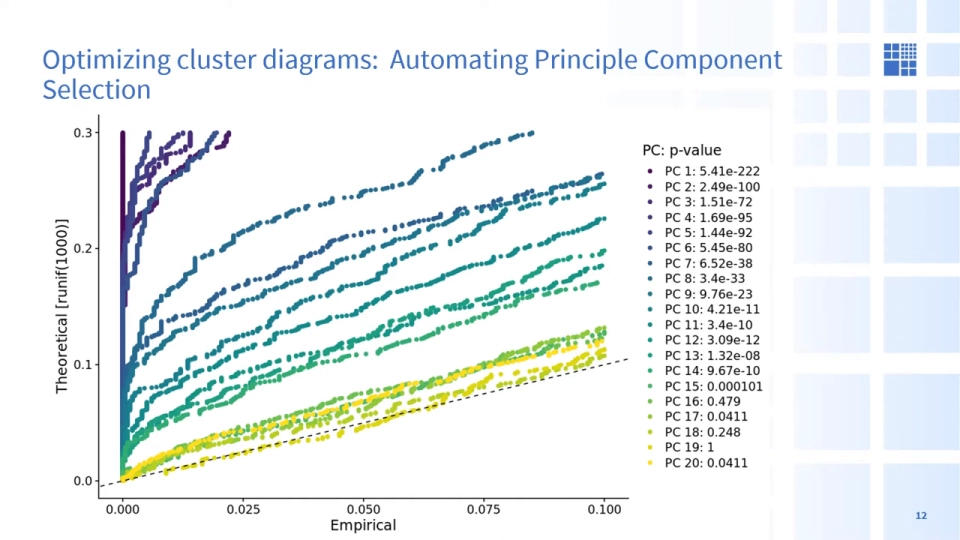 Optimizing cluster diagrams:  Automating Principle Component
Selection
0.3
0.2
0.1
0.0
Theoretical [runif(1000)]
0.000
0.025
0.050
0.075
0.100
Empirical
PC: p-value
PC 1: 5.41e-222
PC 2: 2.49e-100
PC 3: 1.51e-72
PC 4: 1.69e-95
PC 5: 1.44e-92
PC 6: 5.45e-80
PC 7: 6.52e-38
PC 8: 3.4e-33
PC 9: 9.76e-23
PC 10: 4.21e-11
PC 11: 3.4e-10
PC 12: 3.09e-12
PC 13: 1.32e-08
PC 14: 9.67e-10
PC 15: 0.000101
PC 16: 0.479
PC 17: 0.0411
PC 18: 0.248
PC 19: 1
PC 20: 0.0411
12